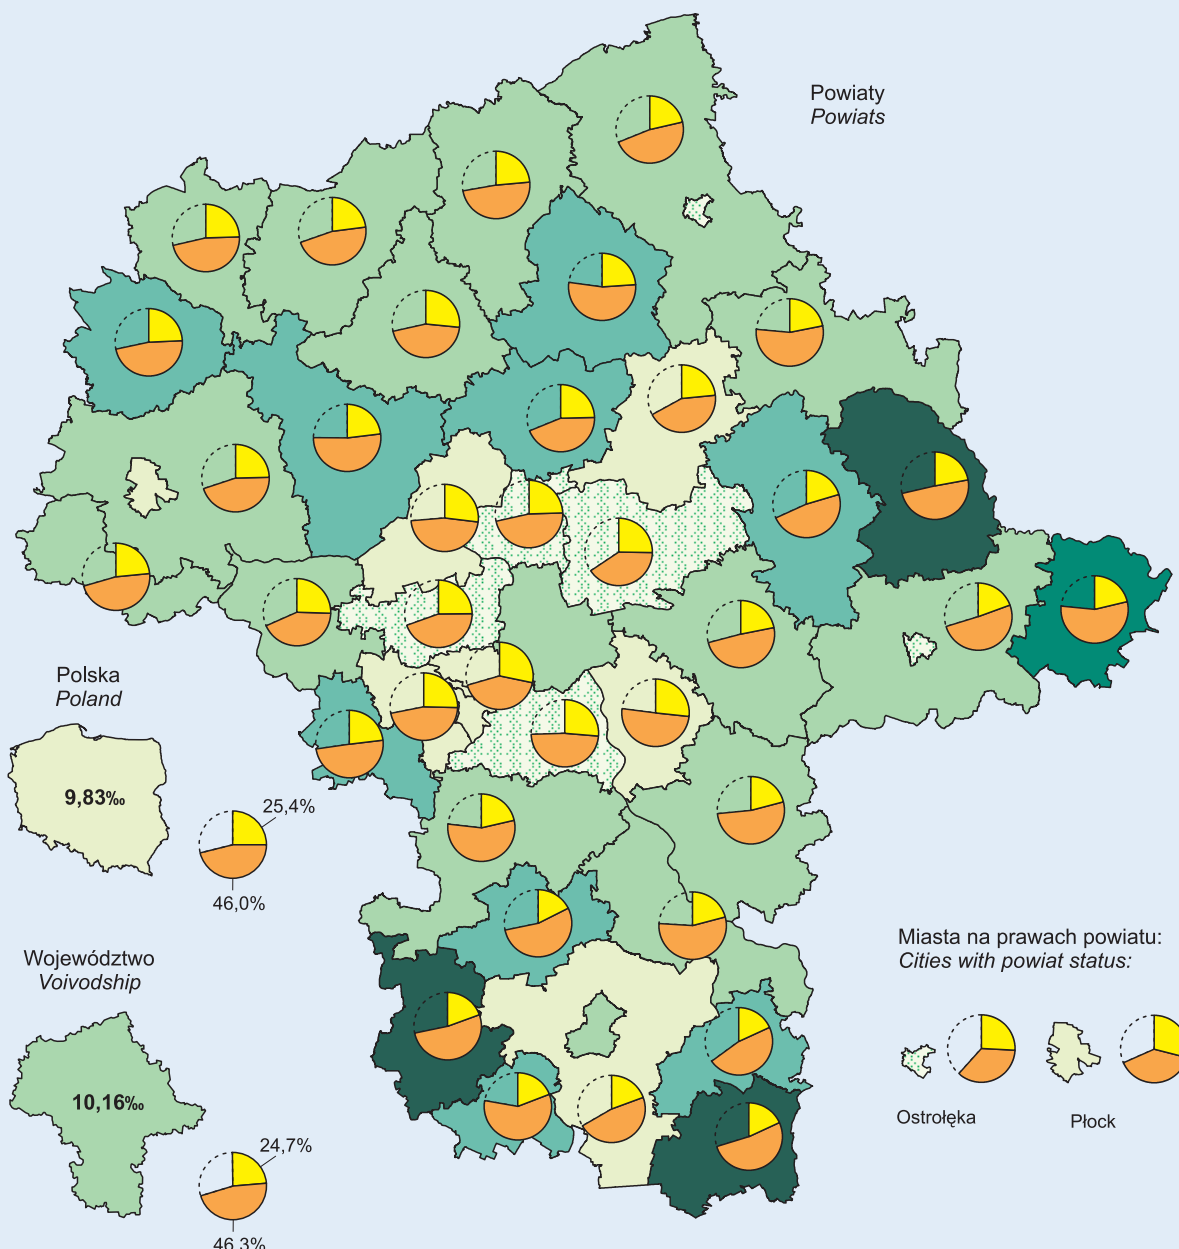 Powiaty
Powiats
Polska
Poland
9,83‰
25,4%
46,0%
Województwo
Voivodship
10,16‰
24,7%
46,3%
Miasta na prawach powiatu:
Cities with powiat status:
Ostrołęka
Płock